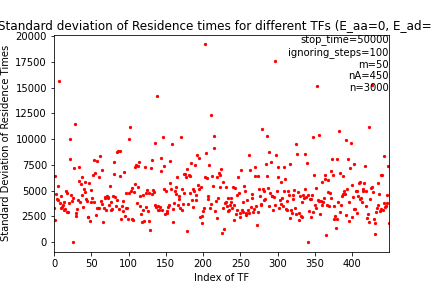 Standard deviation of Residence times for different TFs (E_aa=0, E_ad=
stop_time=50000
ignoring_steps=100
m=50
nA=450
n=3000
20000
17500
15000
12500
10000
7500
5000
2500
0
Standard Deviation of Residence Times
0 50 100 150 200 250 300 350 400
Index of TF